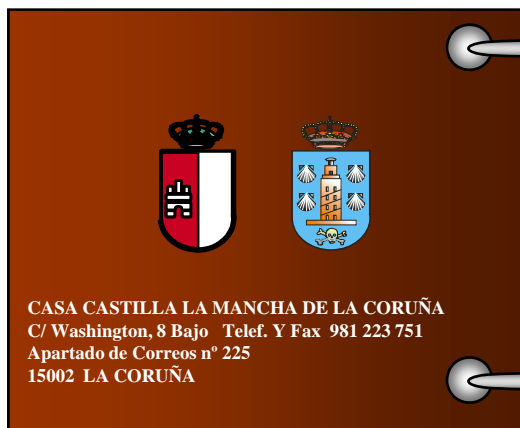 CASA CASTILLA LA MANCHA DE LA CORUÑA
C/ Washington, 8 Bajo Telef. Y Fax 981 223 751
Apartado de Correos nº 225
15002 LA CORUÑA